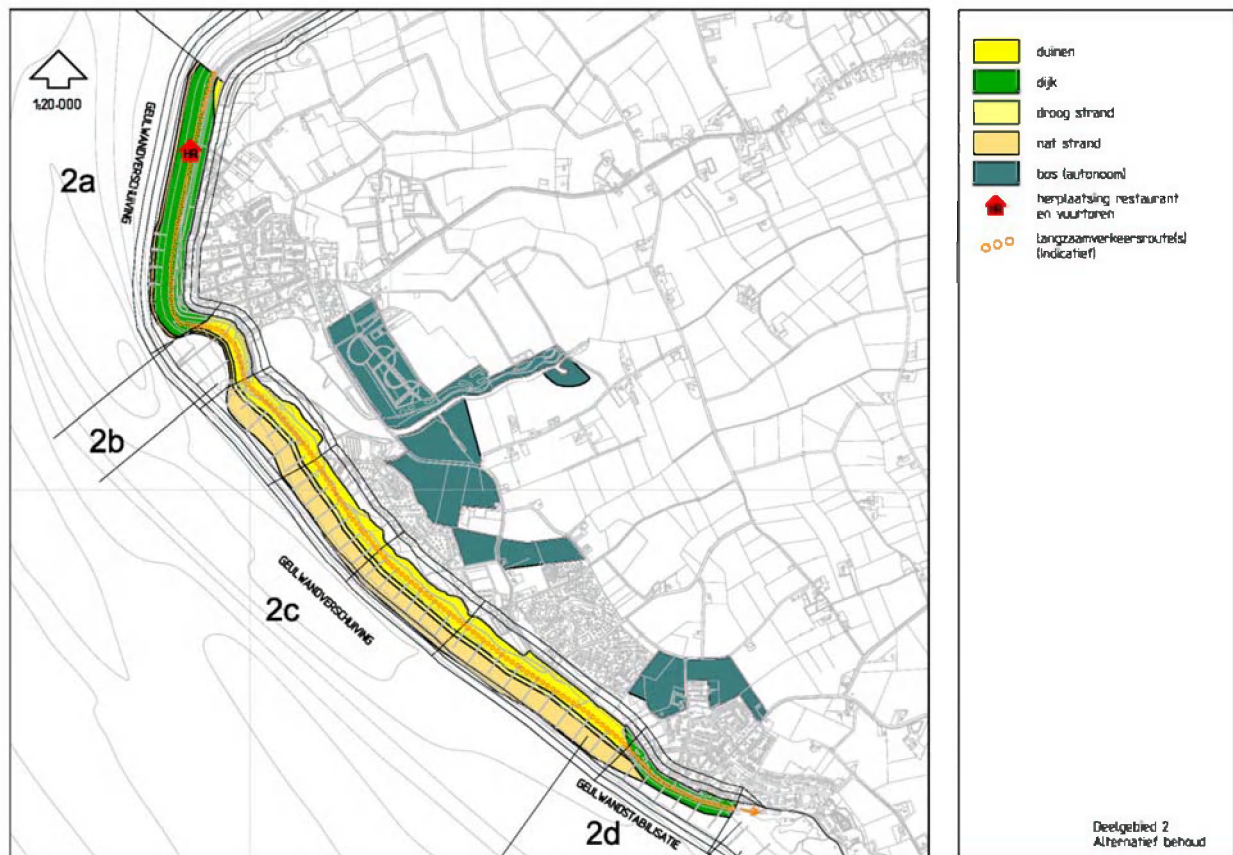 1:20-000
GEULWANDVERSCHUIVING
HR
2a
2b
GEULWANDVERSCHUIVING
2c
GEULWANDSTABILISATIE
2d
duinen
dijk
droog strand
nat strand
bos (autonoom)
herplaatsing restaurant
en vuurtoren
langzaamverkeersroute(s)
(indicatief)
Deelgebied 2
Alternatief behoud